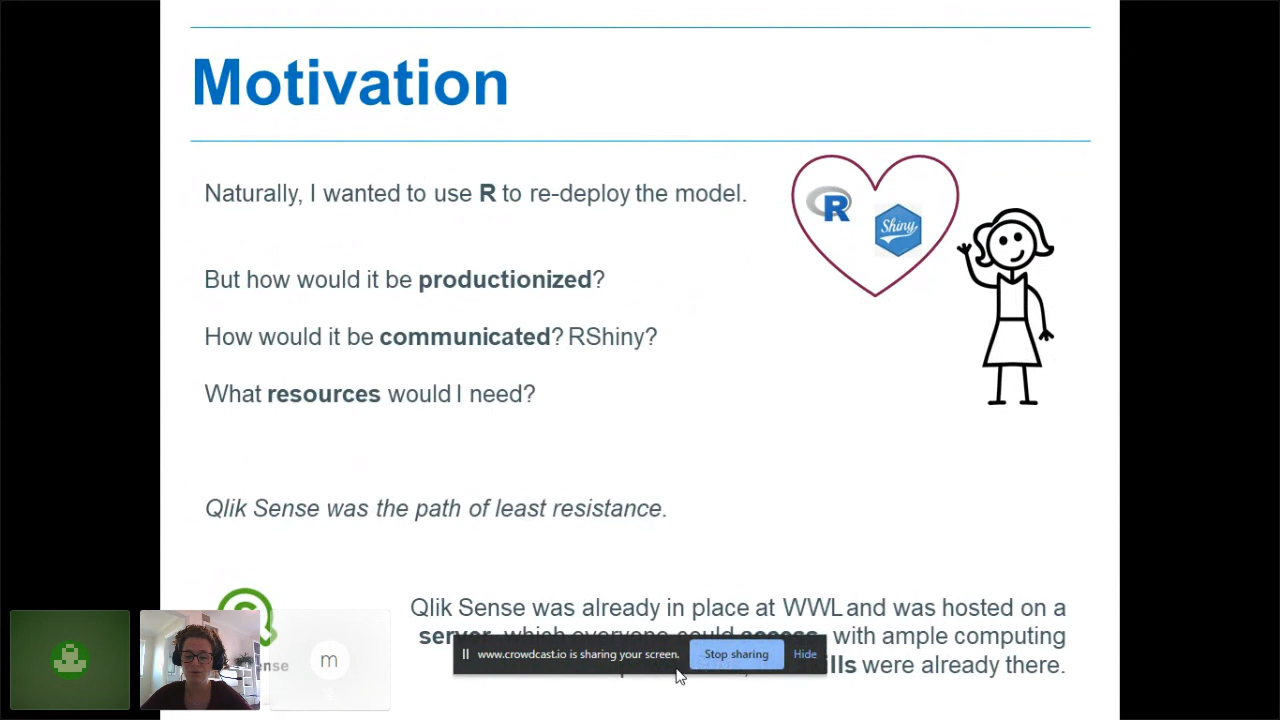 Motivation
Naturally, I wanted to use R to re-deploy the model.
R
Shiny
But how would it be productionized?
How would it be communicated? RShiny?
What resources would I need?
Qlik Sense was the path of least resistance.
Qlik Sense was already in place at WWL and was hosted on a
server, which everyone could access, with ample computing
were already there.
www.crowdcast.io is sharing your screen.
Stop sharing
Hide
m